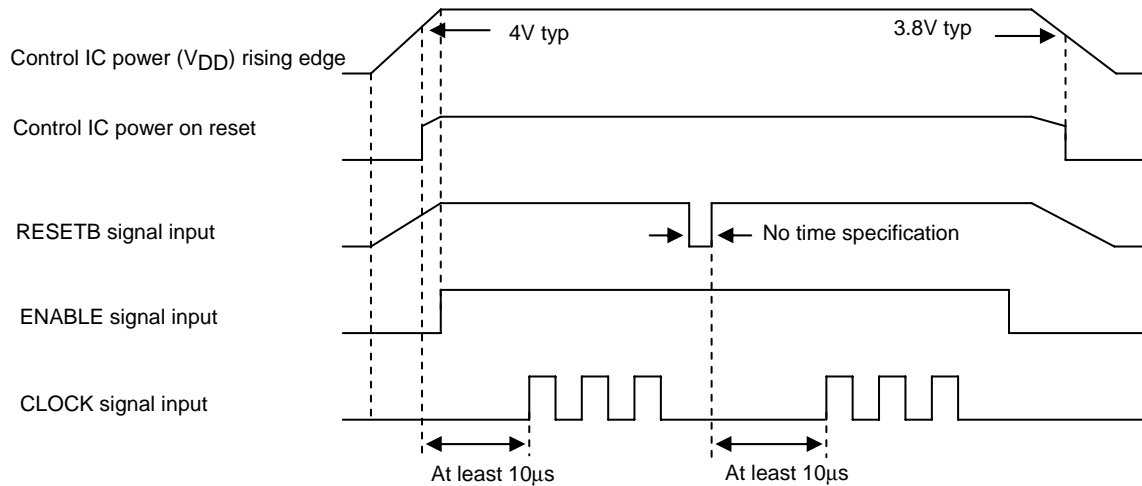 4V typ
3.8V typ
Control IC power (VDD) rising edge
Control IC power on reset
RESETB signal input
No time specification
ENABLE signal input
CLOCK signal input
At least 10μs
At least 10μs